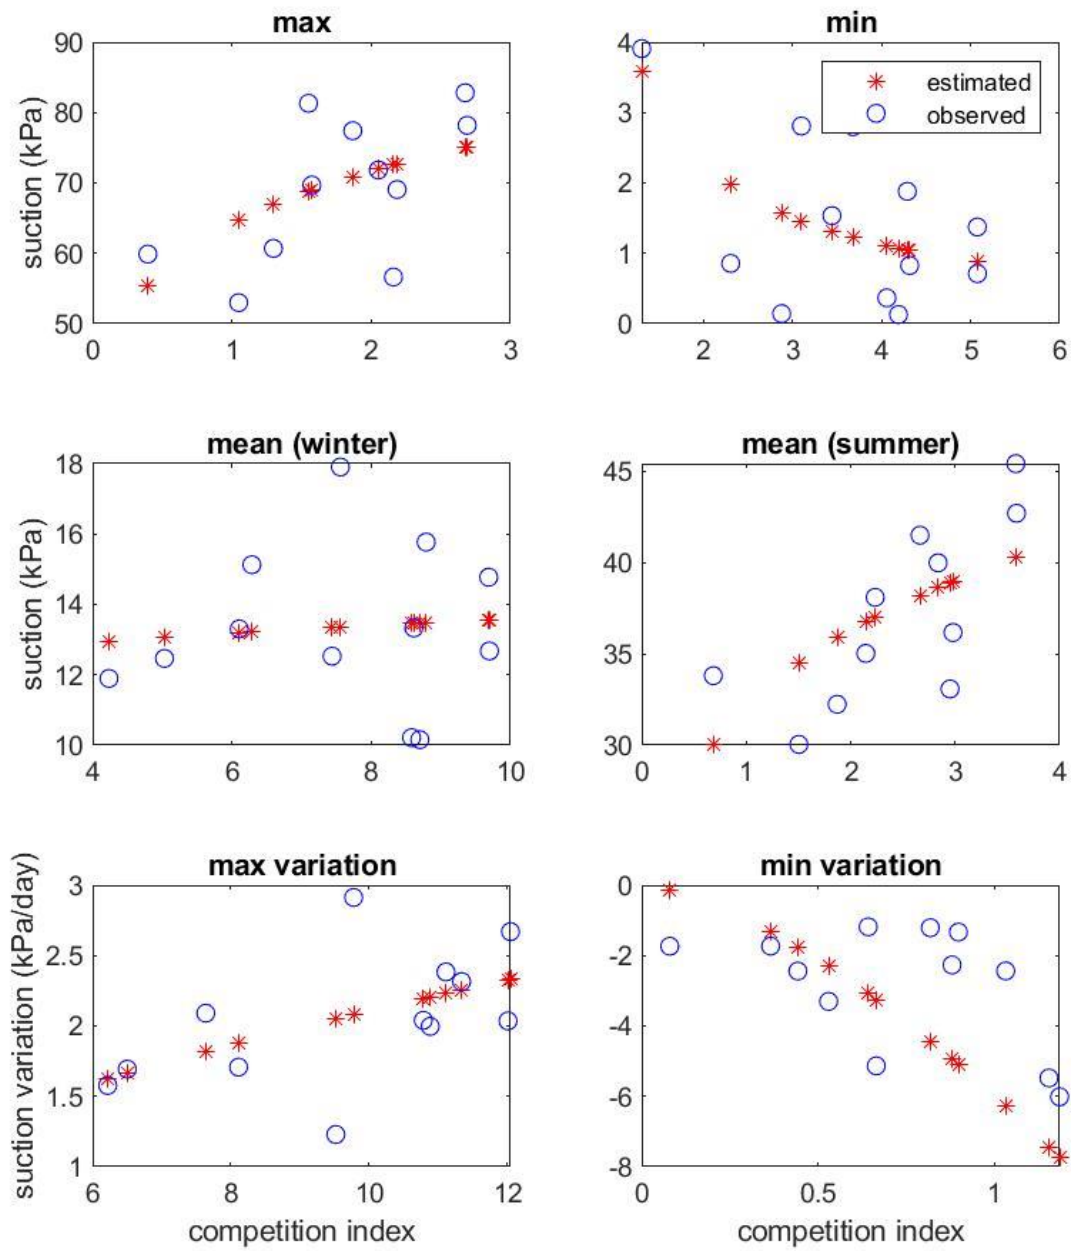 max
90
80
70
60
50
suction (kPa)
0 1 2 3
min
4
3
2
1
0
estimated
observed
2 3 4 5 6
mean (winter)
18
16
14
12
10
suction (kPa)
4 6 8 10
mean (summer)
45
40
35
30
0 1 2 3 4
max variation
3
2.5
2
1.5
1
suction variation (kPa/day)
6 8 10 12
competition index
min variation
0
-2
-4
-6
-8
0 0.5 1
competition index